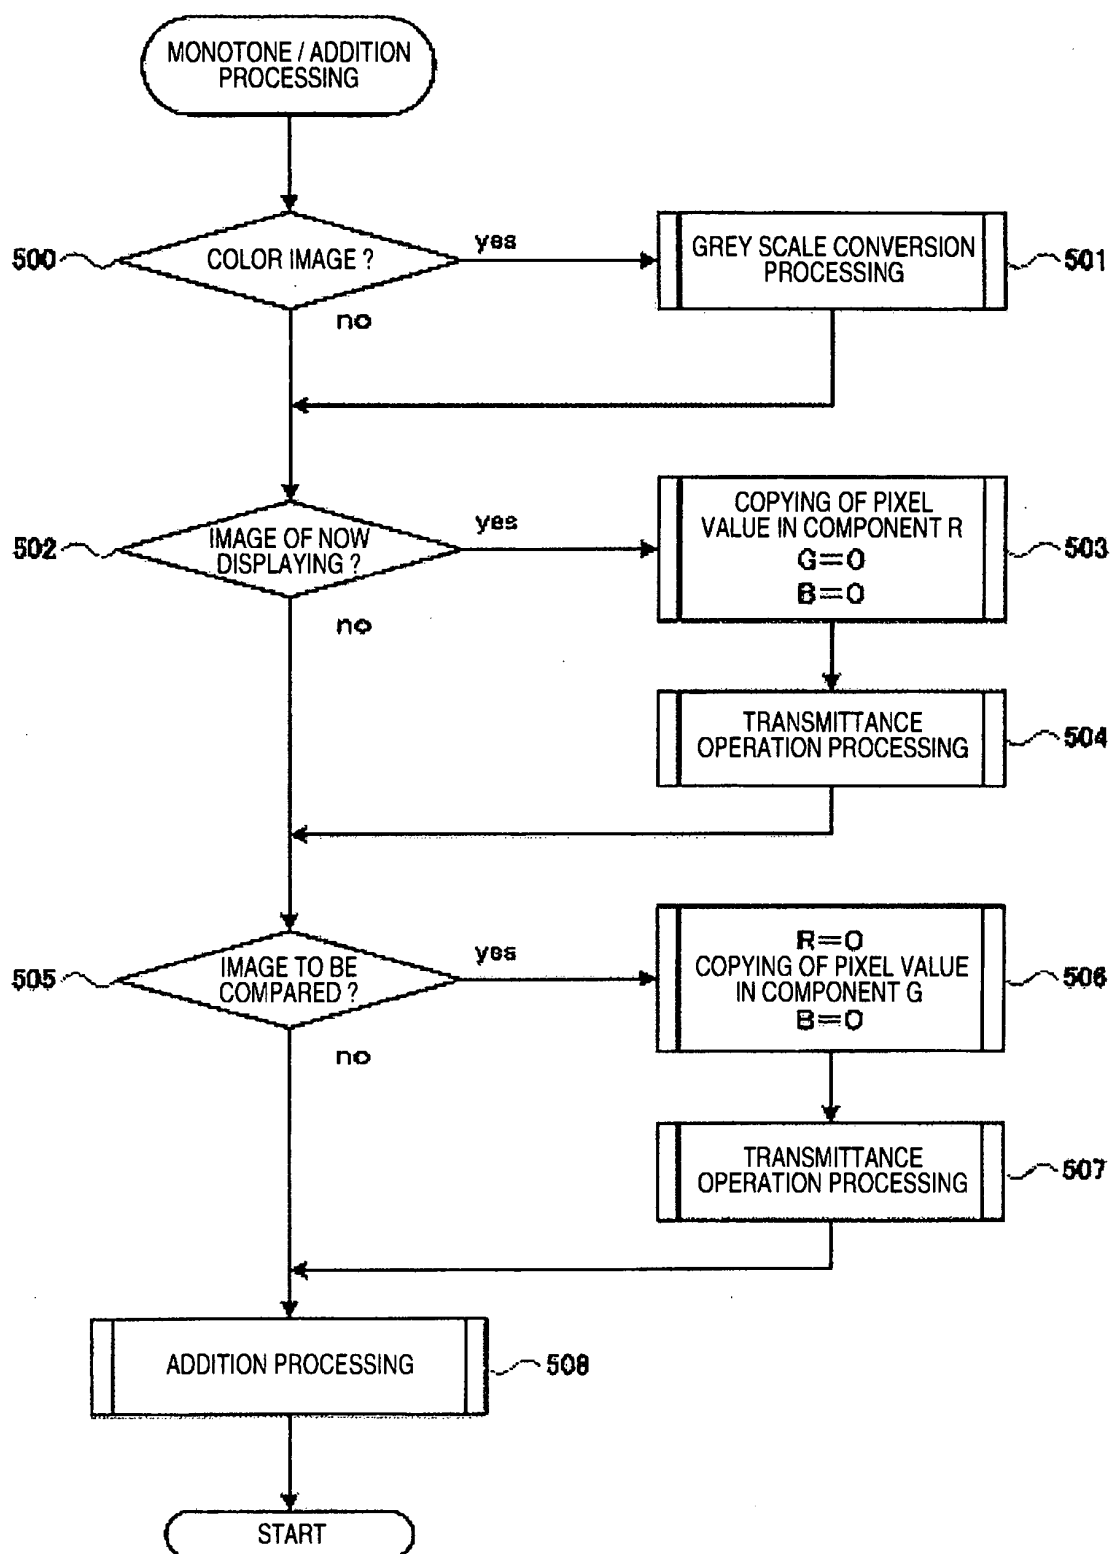 MONOTONE / ADDITION
PROCESSING
500
COLOR IMAGE ?
yes
no
GREY SCALE CONVERSION
PROCESSING
501
502
IMAGE OF NOW
DISPLAYING ?
yes
no
COPYING OF PIXEL
VALUE IN COMPONENT R
G=0
B=0
503
TRANSMITTANCE
OPERATION PROCESSING
504
505
IMAGE TO BE
COMPARED ?
yes
no
R=0
COPYING OF PIXEL VALUE
IN COMPONENT G
B=0
506
TRANSMITTANCE
OPERATION PROCESSING
507
ADDITION PROCESSING
508
START